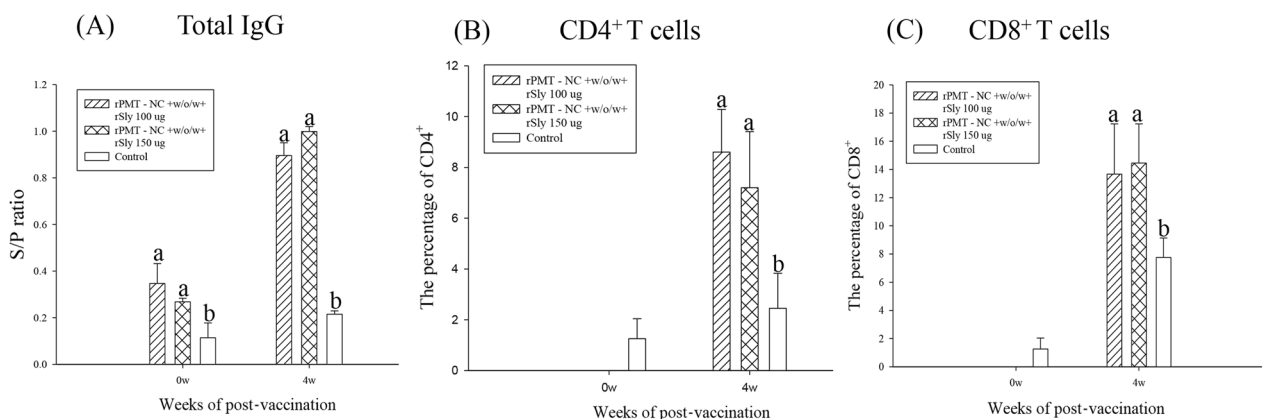 (A) Total IgG
1.2
1.0
0.8
0.6
0.4
0.2
0.0
S/P ratio
rPMT - NC +w/o/w+
rSly 100 ug
rPMT - NC +w/o/w+
rSly 150 ug
Control
a
a
b
a
a
b
0w
4w
Weeks of post-vaccination
(B) CD4⁺ T cells
12
10
8
6
4
2
0
The percentage of CD4⁺
rPMT - NC +w/o/w+
rSly 100 ug
rPMT - NC +w/o/w+
rSly 150 ug
Control
a
a
b
0w
4w
Weeks of post-vaccination
(C) CD8⁺ T cells
20
18
16
14
12
10
8
6
4
2
0
The percentage of CD8⁺
rPMT - NC +w/o/w+
rSly 100 ug
rPMT - NC +w/o/w+
rSly 150 ug
Control
a
a
b
0w
4w
Weeks of post-vaccination